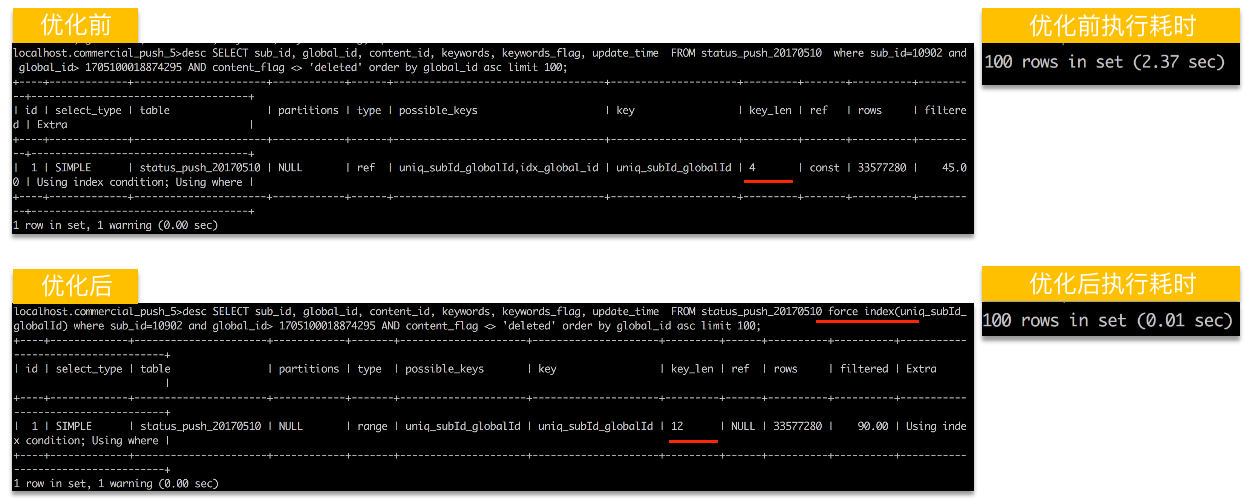 优化前
localhost.commercial_push_5>desc SELECT sub_id, global_id, content_id, keywords, keywords_flag, update_time  FROM status_push_20170510  where sub_id=10902 and
 global_id> 1705100018874295 AND content_flag <> 'deleted' order by global_id asc limit 100;
| id | select_type | table | partitions | type | possible_keys | key | key_len | ref | rows | filtere
d | Extra |
| 1 | SIMPLE | status_push_20170510 | NULL | ref | uniq_subId_globalId,idx_global_id | uniq_subId_globalId | 4 | const | 33577280 | 45.0
0 | Using index condition; Using where |
1 row in set, 1 warning (0.00 sec)
优化前执行耗时
100 rows in set (2.37 sec)
优化后
localhost.commercial_push_5>desc SELECT sub_id, global_id, content_id, keywords, keywords_flag, update_time  FROM status_push_20170510 force index(uniq_subId_
globalId) where sub_id=10902 and global_id> 1705100018874295 AND content_flag <> 'deleted' order by global_id asc limit 100;
| id | select_type | table | partitions | type | possible_keys | key | key_len | ref | rows | filtered | Extra
|
| 1 | SIMPLE | status_push_20170510 | NULL | range | uniq_subId_globalId | uniq_subId_globalId | 12 | NULL | 33577280 | 90.00 | Using inde
x condition; Using where |
1 row in set, 1 warning (0.00 sec)
优化后执行耗时
100 rows in set (0.01 sec)